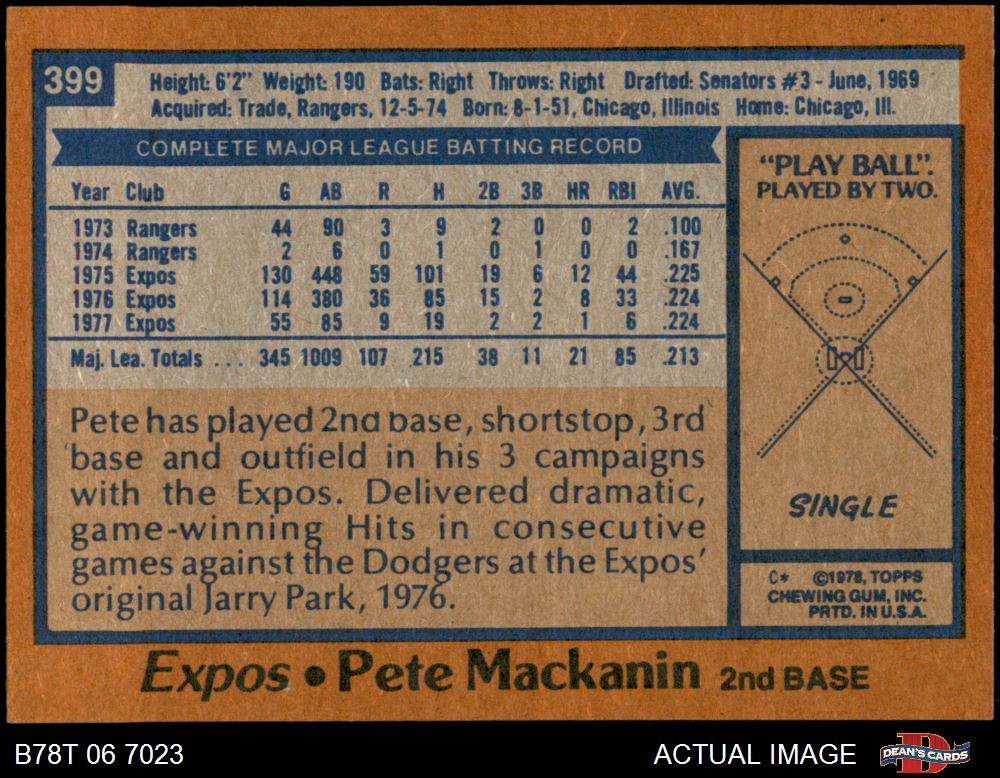 399
Height: 6'2" Weight: 190 Bats: Right Throws: Right Drafted: Senators #3 - June, 1969
Acquired: Trade, Rangers, 12-5-74 Born: 8-1-51, Chicago, Illinois Home: Chicago, Ill.
COMPLETE MAJOR LEAGUE BATTING RECORD
Year Club G AB R H 2B 3B HR RBI AVG.
1973 Rangers 44 90 3 9 2 0 0 2 .100
1974 Rangers 2 6 0 1 0 1 0 0 .167
1975 Expos 130 448 59 101 19 6 12 44 .225
1976 Expos 114 380 36 85 15 2 8 33 .224
1977 Expos 55 85 9 19 2 2 1 6 .224
Maj. Lea. Totals ... 345 1009 107 215 38 11 21 85 .213
Pete has played 2nd base, shortstop, 3rd
base and outfield in his 3 campaigns
with the Expos. Delivered dramatic,
game-winning Hits in consecutive
games against the Dodgers at the Expos'
original Jarry Park, 1976.
"PLAY BALL".
PLAYED BY TWO.
SINGLE
C* ©1978, TOPPS
CHEWING GUM, INC.
PRTD. IN U.S.A.
Expos • Pete Mackanin 2nd BASE
B78T 06 7023 ACTUAL IMAGE
D
DEAN'S CARDS